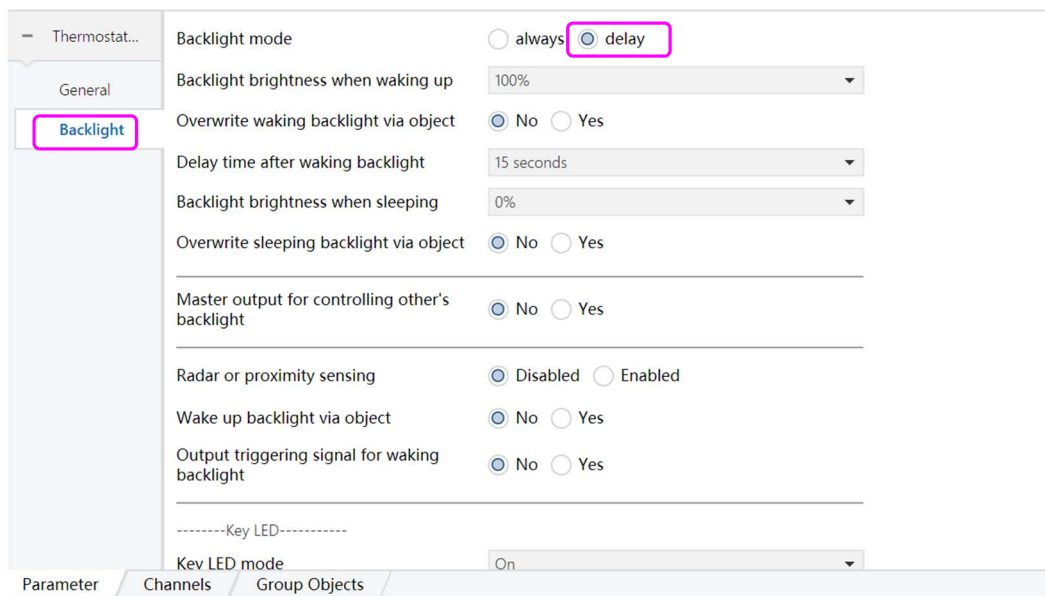 Thermostat...
General
Backlight
Backlight mode always delay
Backlight brightness when waking up 100%
Overwrite waking backlight via object No Yes
Delay time after waking backlight 15 seconds
Backlight brightness when sleeping 0%
Overwrite sleeping backlight via object No Yes
Master output for controlling other's
backlight No Yes
Radar or proximity sensing Disabled Enabled
Wake up backlight via object No Yes
Output triggering signal for waking
backlight No Yes
--------Key LED-----------
Key LED mode On
Parameter Channels Group Objects